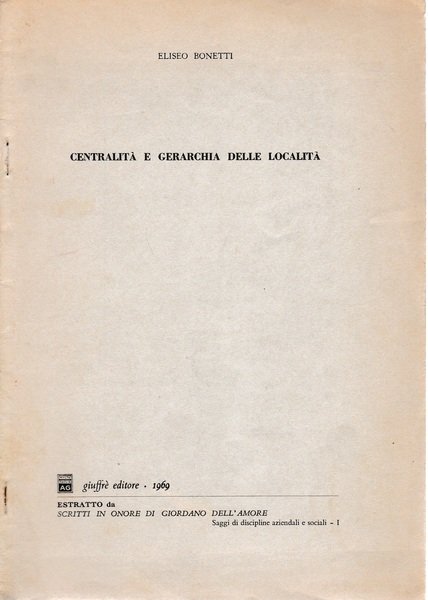 ELISEO BONETTI
CENTRALITÀ E GERARCHIA DELLE LOCALITÀ
AG
giuffrè editore · 1969
ESTRATTO da
SCRITTI IN ONORE DI GIORDANO DELL'AMORE
Saggi di discipline aziendali e sociali - I